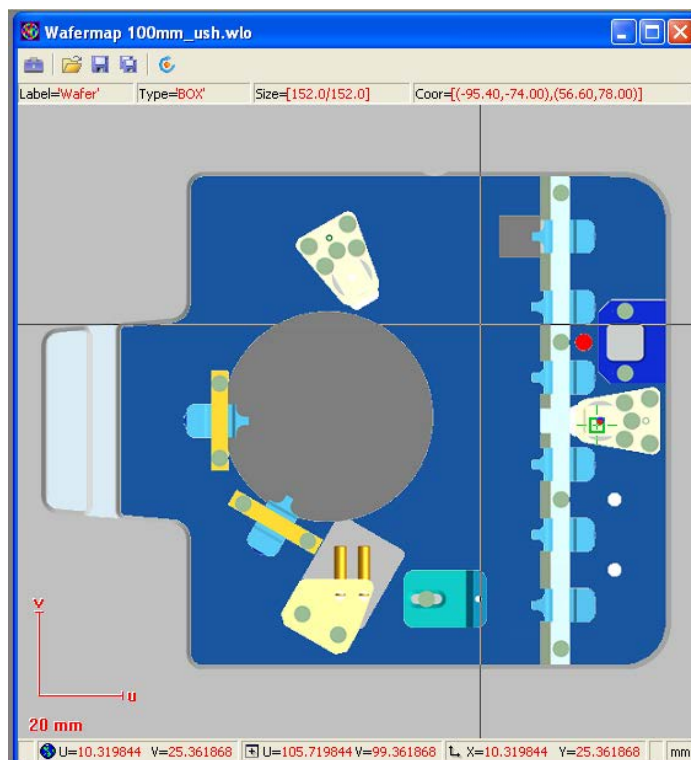 Wafermap 100mm_ush.wlo
Label='Wafer' Type='BOX' Size=[152.0/152.0] Coor=[(-95.40,-74.00),(56.60,78.00)]
v
u
20 mm
U=10.319844 V=25.361868 U=105.719844 V=99.361868 X=10.319844 Y=25.361868 mm